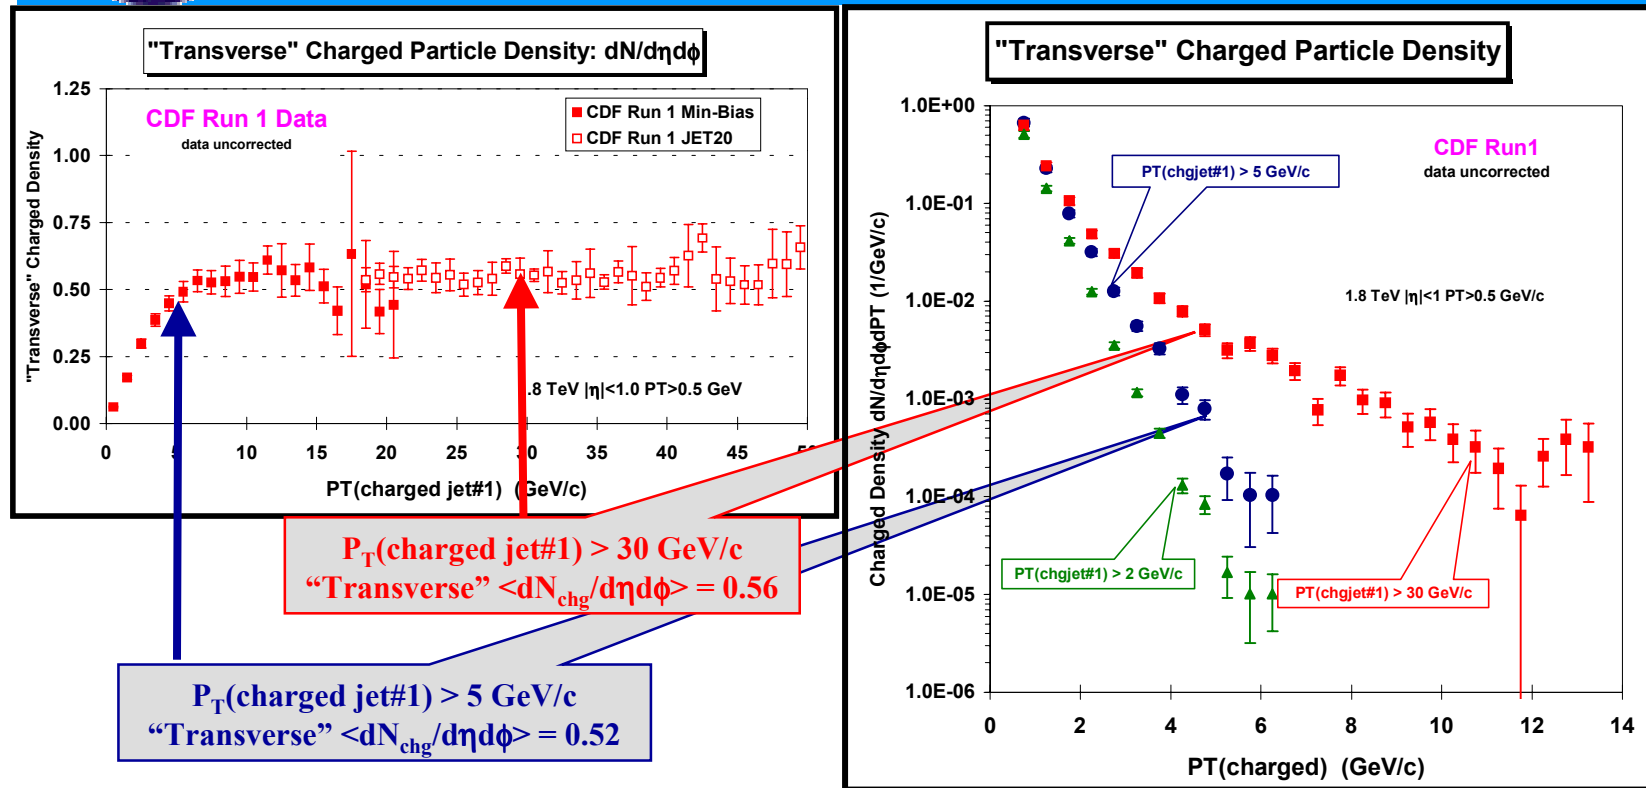 "Transverse" Charged Particle Density: dN/dηdϕ
1.25
1.00
0.75
0.50
0.25
0.00
"Transverse" Charged Density
CDF Run 1 Data
data uncorrected
CDF Run 1 Min-Bias
CDF Run 1 JET20
.8 TeV |η|<1.0 PT>0.5 GeV
0 5 10 15 20 25 30 35 40 45 50
PT(charged jet#1) (GeV/c)
P_T(charged jet#1) > 30 GeV/c
“Transverse” <dN_chg/dηdϕ> = 0.56
P_T(charged jet#1) > 5 GeV/c
“Transverse” <dN_chg/dηdϕ> = 0.52
"Transverse" Charged Particle Density
1.0E+00
1.0E-01
1.0E-02
1.0E-03
1.0E-04
1.0E-05
1.0E-06
Charged Density dN/dηdϕdPT (1/GeV/c)
CDF Run1
data uncorrected
PT(chgjet#1) > 5 GeV/c
1.8 TeV |η|<1 PT>0.5 GeV/c
PT(chgjet#1) > 2 GeV/c
PT(chgjet#1) > 30 GeV/c
0 2 4 6 8 10 12 14
PT(charged) (GeV/c)